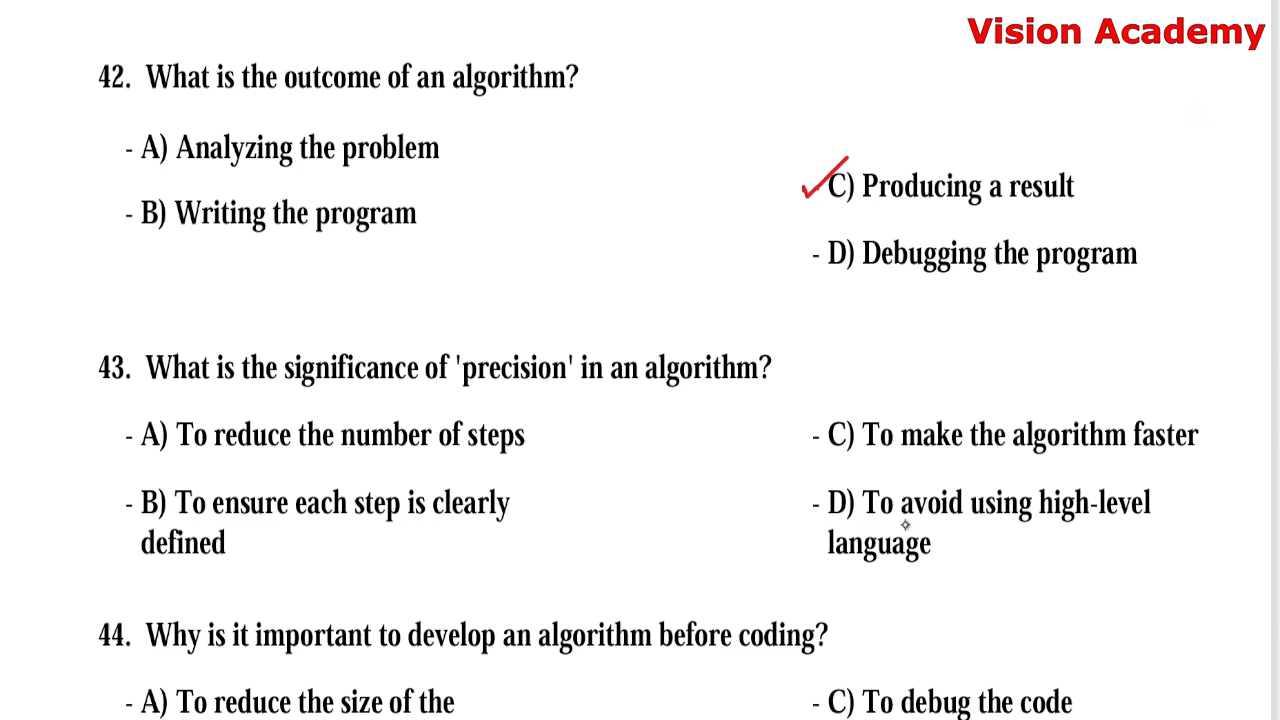 Vision Academy
42. What is the outcome of an algorithm?
- A) Analyzing the problem
- B) Writing the program
C) Producing a result
- D) Debugging the program
43. What is the significance of 'precision' in an algorithm?
- A) To reduce the number of steps
- B) To ensure each step is clearly
defined
- C) To make the algorithm faster
- D) To avoid using high-level
language
44. Why is it important to develop an algorithm before coding?
- A) To reduce the size of the
- C) To debug the code